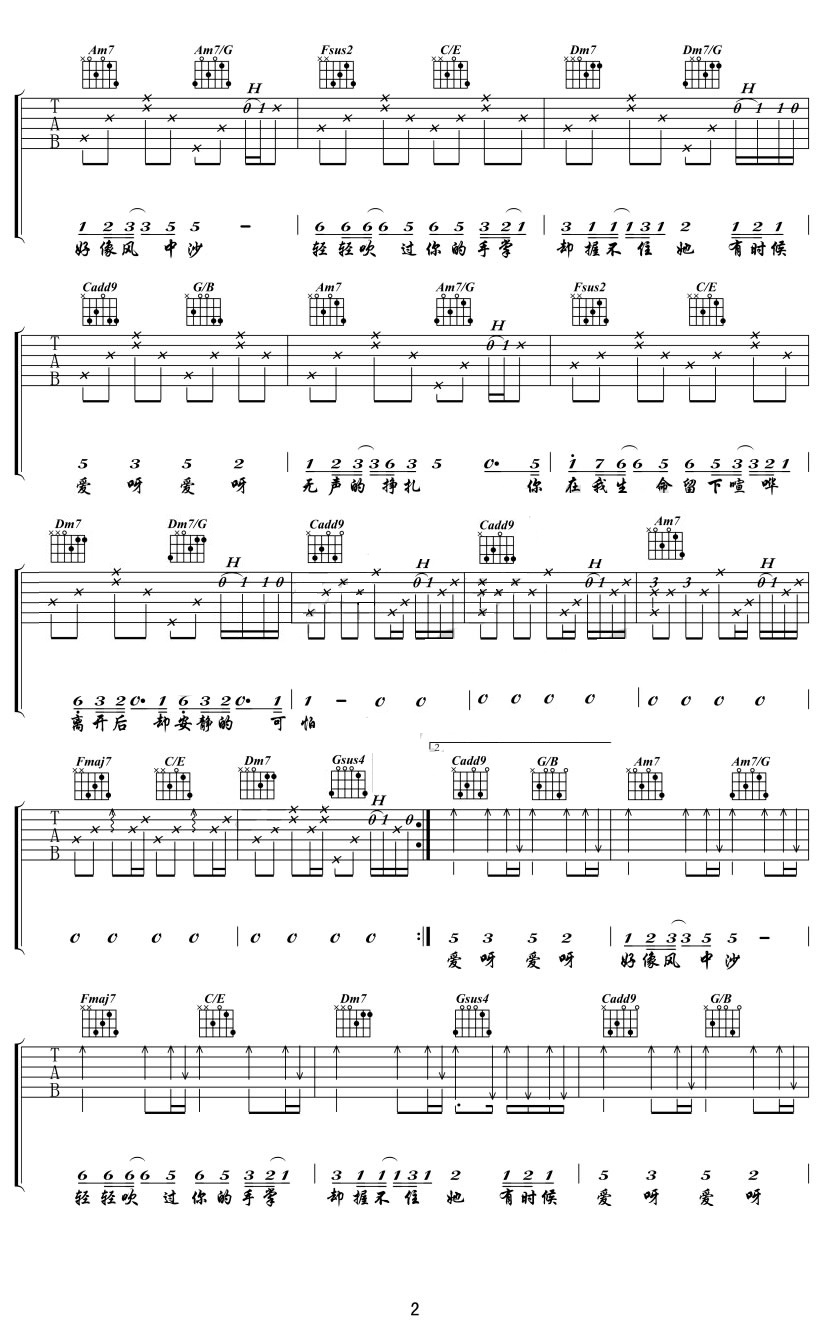 Am7 Am7/G Fsus2 C/E Dm7 Dm7/G
H H
T A B 0 1 0 1 1 0
1 2 3 3 5 5 – 6 6 6 6 5 6 5 3 2 1 3 1 1 1 3 1 2 1 2 1
好像风 中沙 轻轻吹 过你的手掌 却握不住她 有时候
Cadd9 G/B Am7 Am7/G Fsus2 C/E
H
T A B 0 1
5 3 5 2 1 2 3 3 6 3 5 0. 5 1 7 6 6 5 6 5 3 3 2 1
爱呀爱呀 无声的挣扎 你在我生命留下喧哗
Dm7 Dm7/G Cadd9 Cadd9 Am7
H H H H
0 1 1 0 0 1 0 1 3 3 0 1
6 3 2 0. 1 6 3 2 0. 1 1 – 0 0 0 0 0 0 0 0 0 0
离开后 却安静的 可怕
2.
Fmaj7 C/E Dm7 Gsus4 Cadd9 G/B Am7 Am7/G
H
T A B 0 1 0
0 0 0 0 0 0 0 0 5 3 5 2 1 2 3 3 5 5 –
爱呀爱呀 好像风 中沙
Fmaj7 C/E Dm7 Gsus4 Cadd9 G/B
T A B
6 6 6 6 6 5 6 5 3 2 1 3 1 1 1 3 1 2 1 2 1 5 3 5 2
轻轻吹 过你的手掌 却握不住她 有时候 爱呀爱呀
2